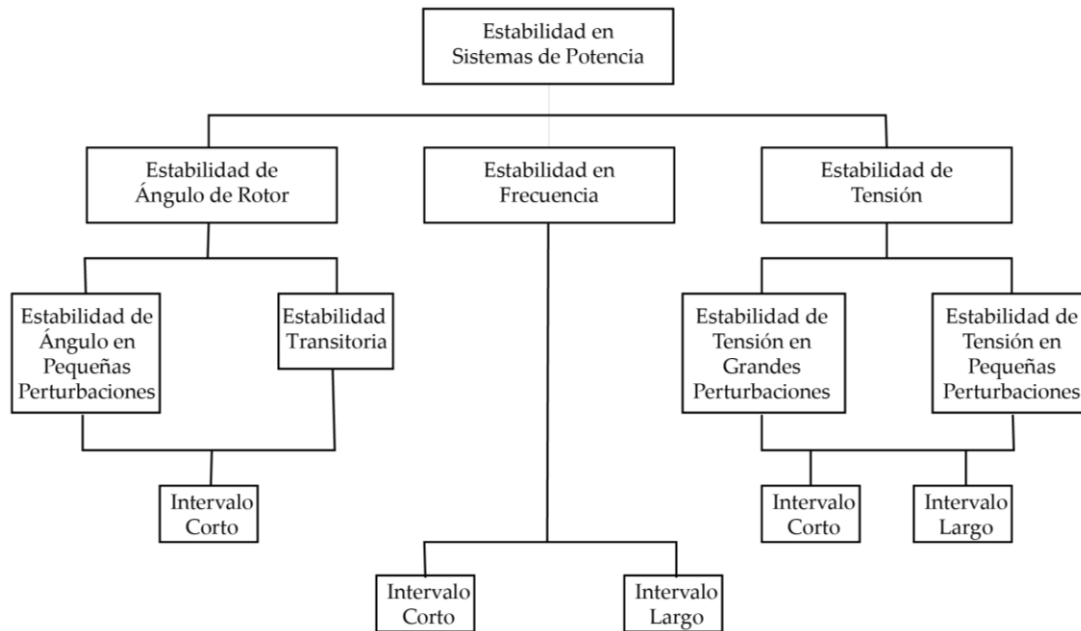 Estabilidad en
Sistemas de Potencia
Estabilidad de
Ángulo de Rotor
Estabilidad en
Frecuencia
Estabilidad de
Tensión
Estabilidad de
Ángulo en
Pequeñas
Perturbaciones
Estabilidad
Transitoria
Estabilidad de
Tensión en
Grandes
Perturbaciones
Estabilidad de
Tensión en
Pequeñas
Perturbaciones
Intervalo
Corto
Intervalo
Corto
Intervalo
Largo
Intervalo
Corto
Intervalo
Largo